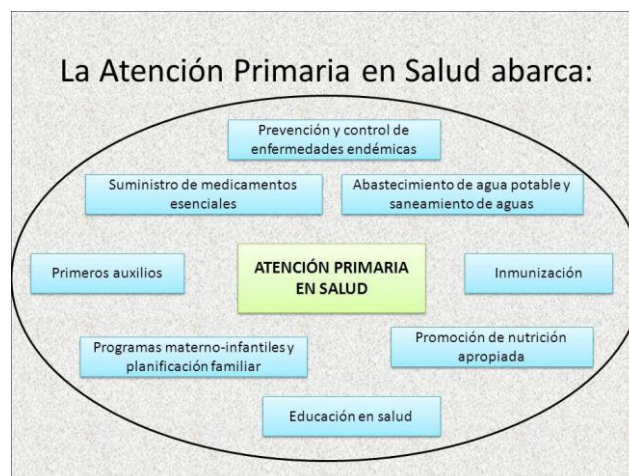 La Atención Primaria en Salud abarca:
Prevención y control de
enfermedades endémicas
Suministro de medicamentos
esenciales
Abastecimiento de agua potable y
saneamiento de aguas
Primeros auxilios
ATENCIÓN PRIMARIA
EN SALUD
Inmunización
Programas materno-infantiles y
planificación familiar
Promoción de nutrición
apropiada
Educación en salud